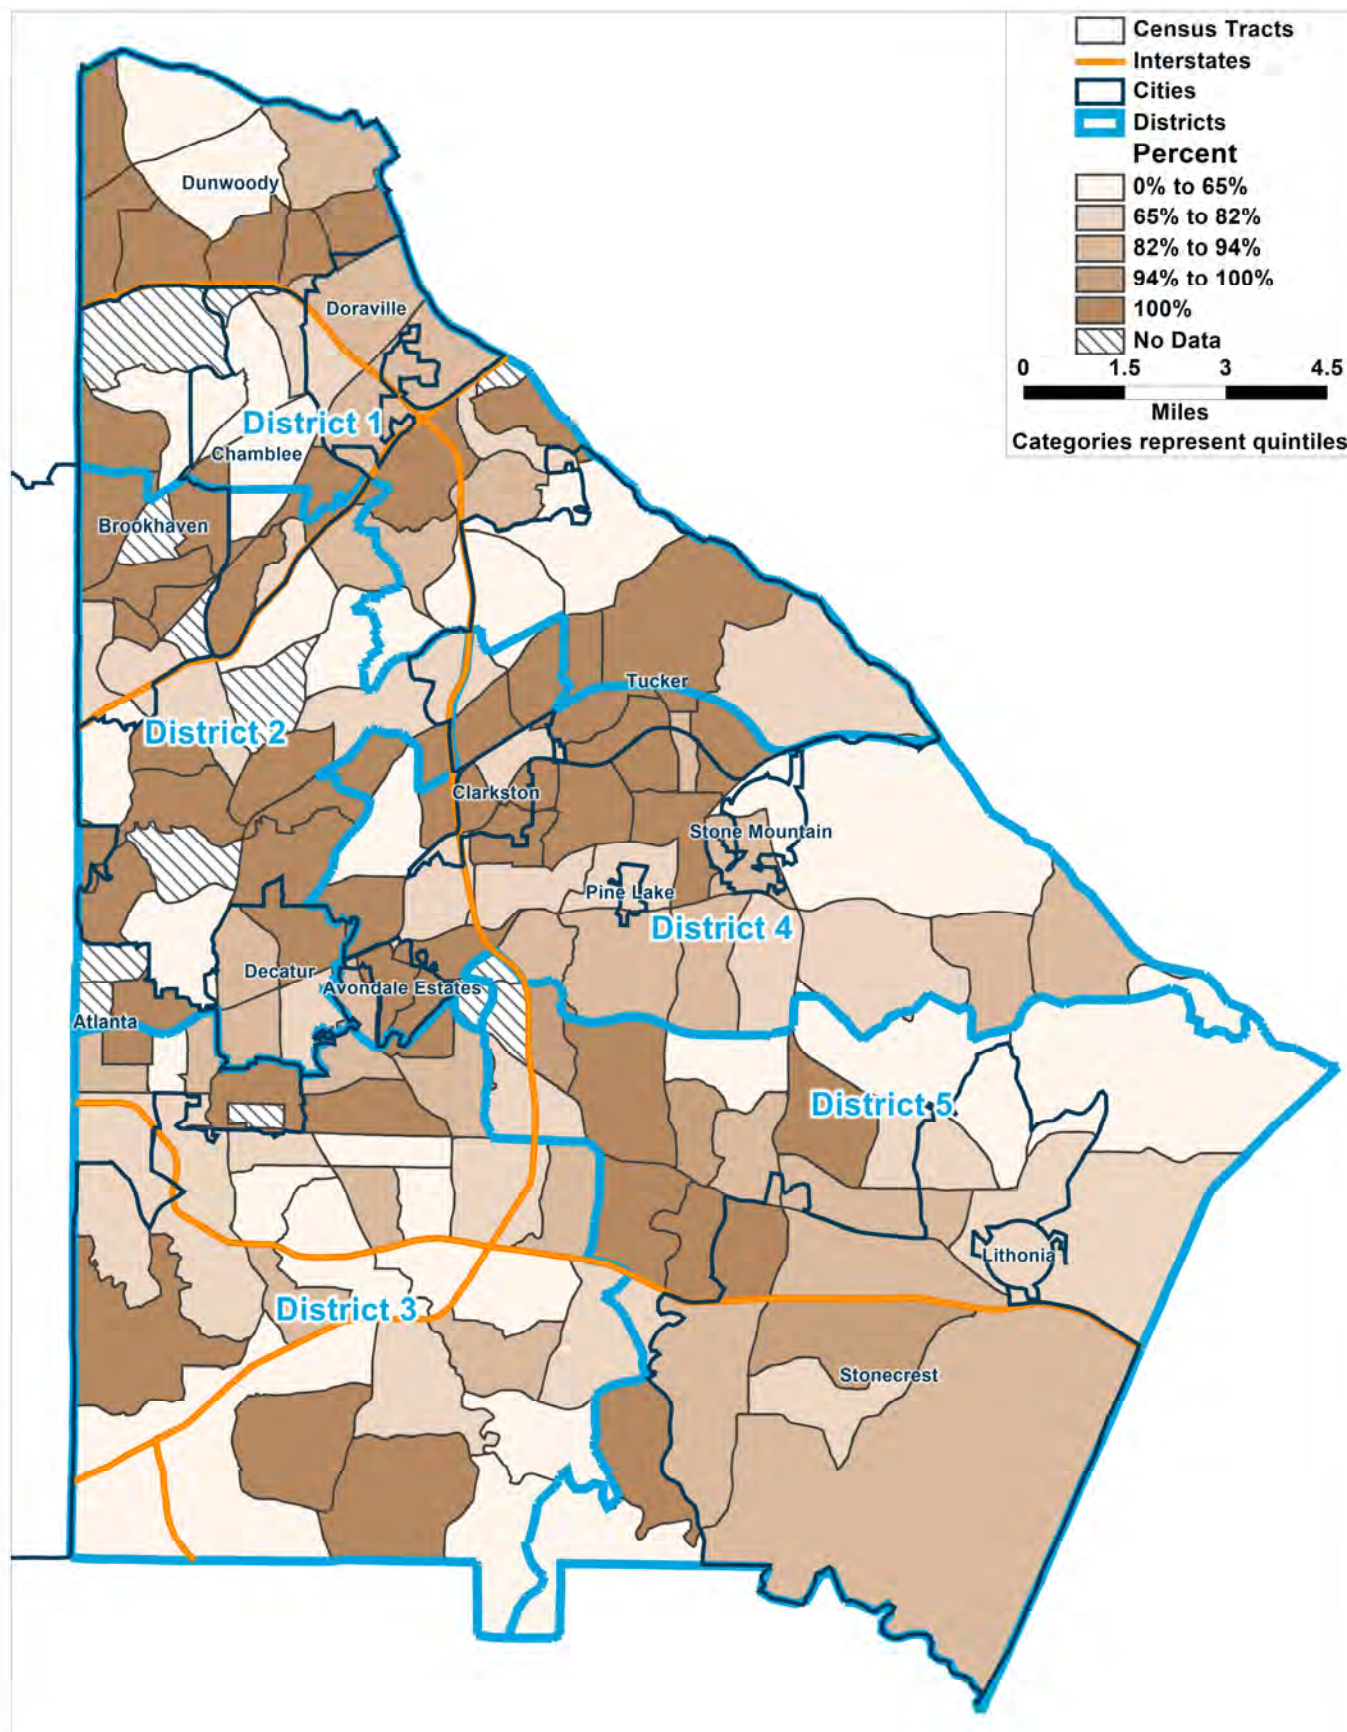 Census Tracts
Interstates
Cities
Districts
Percent
0% to 65%
65% to 82%
82% to 94%
94% to 100%
100%
No Data
0 1.5 3 4.5
Miles
Categories represent quintiles
Dunwoody
Doraville
District 1
Chamblee
Brookhaven
Tucker
District 2
Clarkston
Stone Mountain
Pine Lake
District 4
Decatur
Avondale Estates
Atlanta
District 5
Lithonia
District 3
Stonecrest